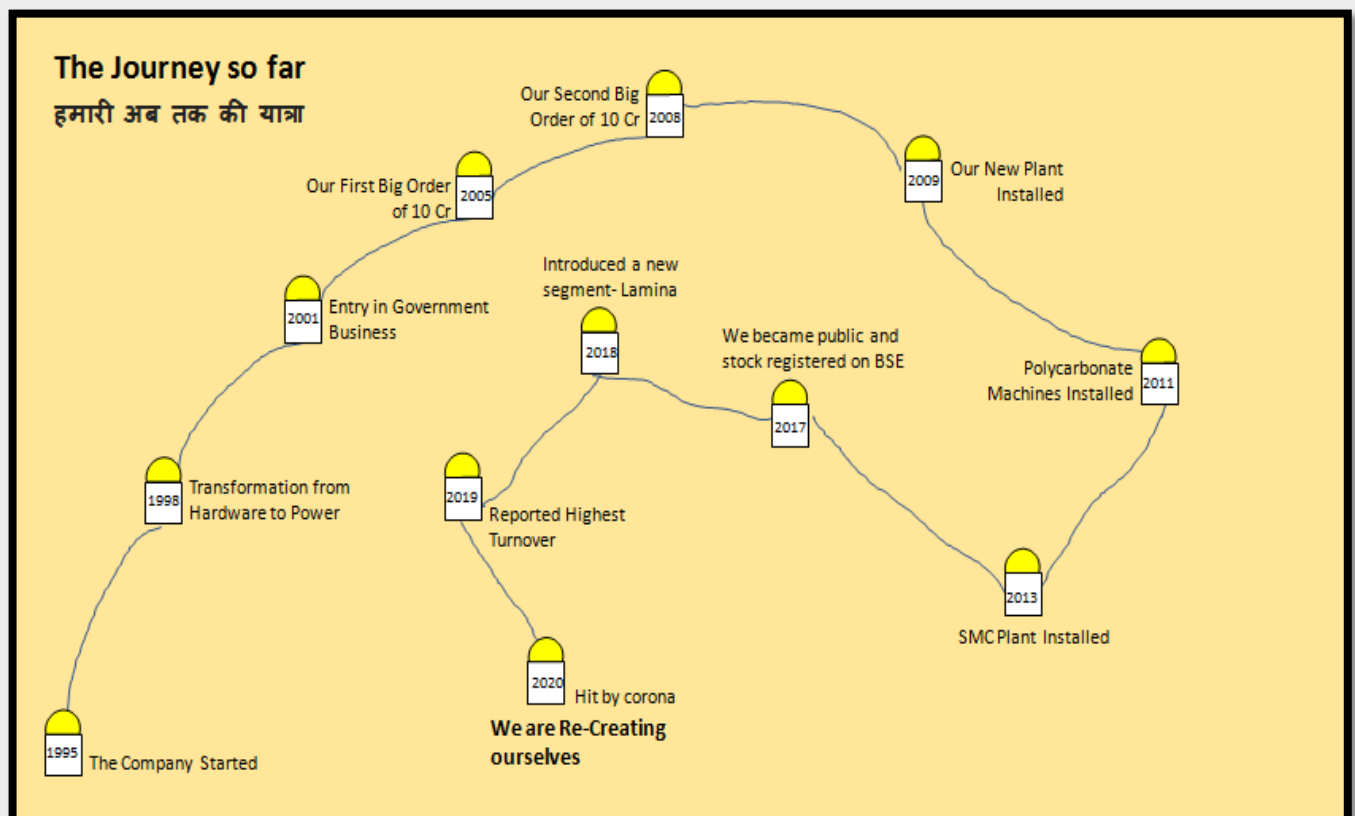 The Journey so far
हमारी अब तक की यात्रा
1995
The Company Started
1998
Transformation from
Hardware to Power
2001
Entry in Government
Business
2005
Our First Big Order
of 10 Cr
2008
Our Second Big
Order of 10 Cr
2009
Our New Plant
Installed
2011
Polycarbonate
Machines Installed
2013
SMC Plant Installed
2017
We became public and
stock registered on BSE
2018
Introduced a new
segment- Lamina
2019
Reported Highest
Turnover
2020
Hit by corona
We are Re-Creating
ourselves